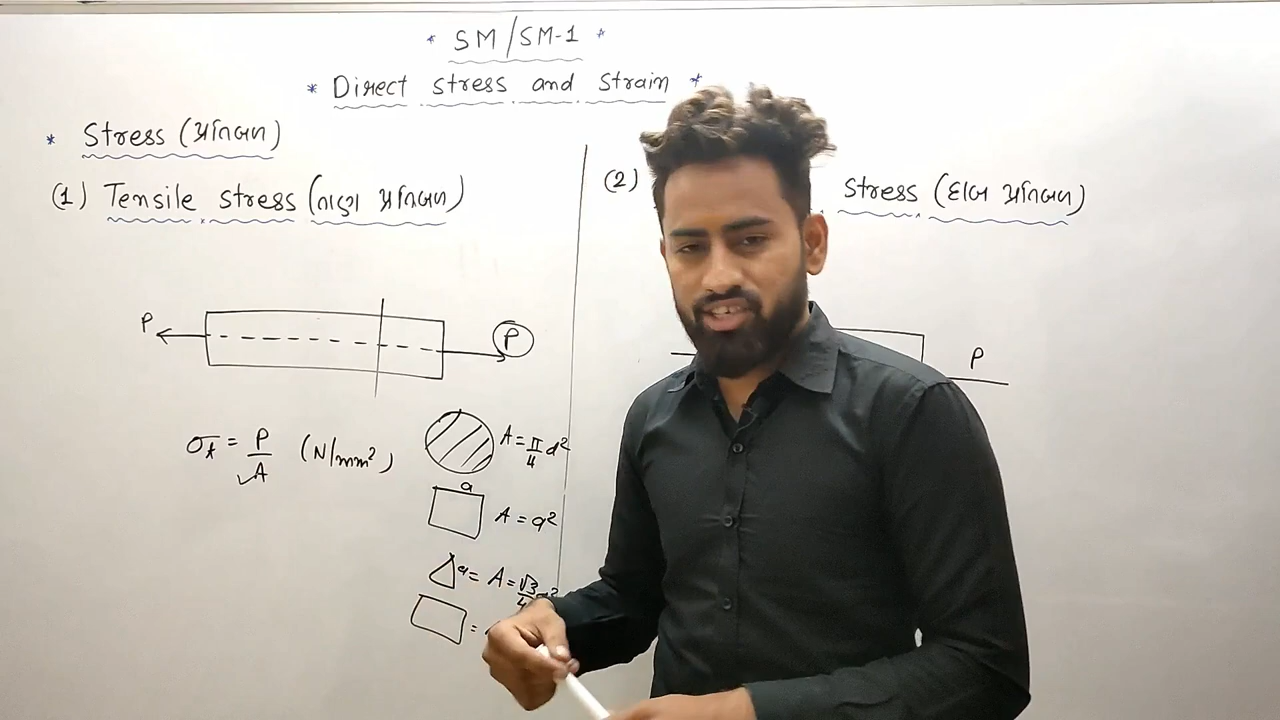 * SM/SM-1 *
* Direct stress and strain *
* Stress (પ્રતિબળ)
(1) Tensile stress (તાણ પ્રતિબળ)
(2) stress (દાબ પ્રતિબળ)
P P
P
σt = P/A (N/mm²)
A = π/4 d²
a
A = a²
a = A = √3/4
=